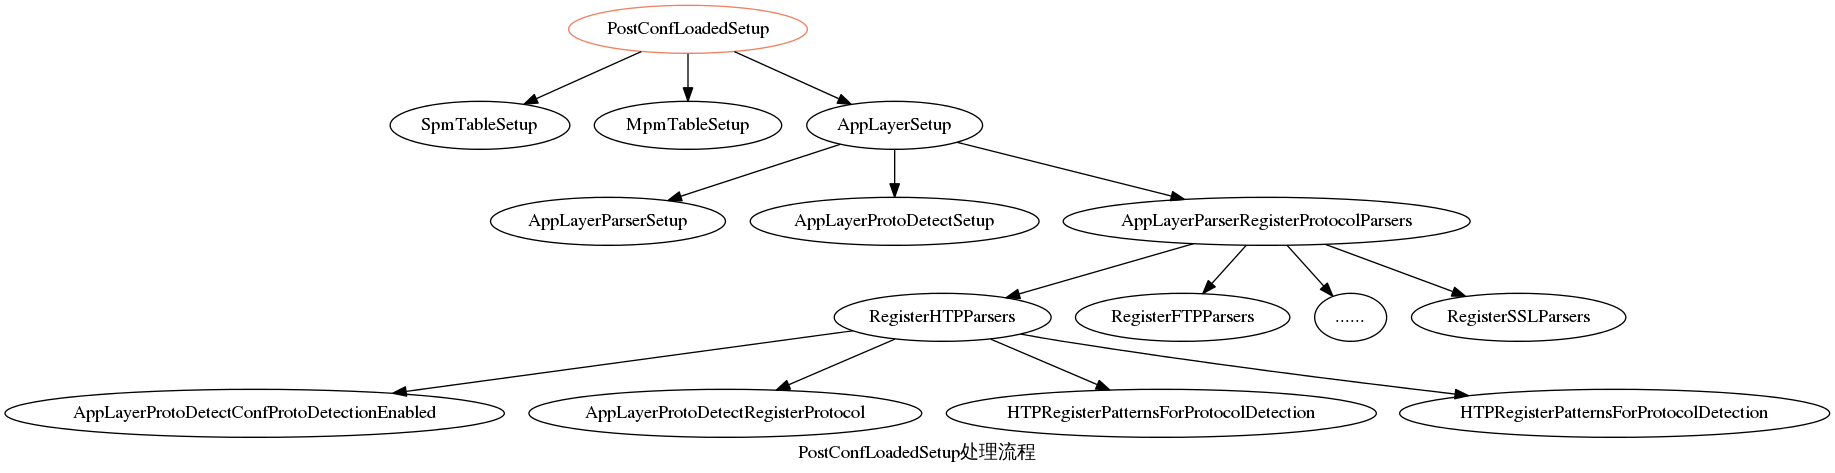 PostConfLoadedSetup
SpmTableSetup
MpmTableSetup
AppLayerSetup
AppLayerParserSetup
AppLayerProtoDetectSetup
AppLayerParserRegisterProtocolParsers
RegisterHTPParsers
RegisterFTPParsers
......
RegisterSSLParsers
AppLayerProtoDetectConfProtoDetectionEnabled
AppLayerProtoDetectRegisterProtocol
HTPRegisterPatternsForProtocolDetection
HTPRegisterPatternsForProtocolDetection
PostConfLoadedSetup处理流程